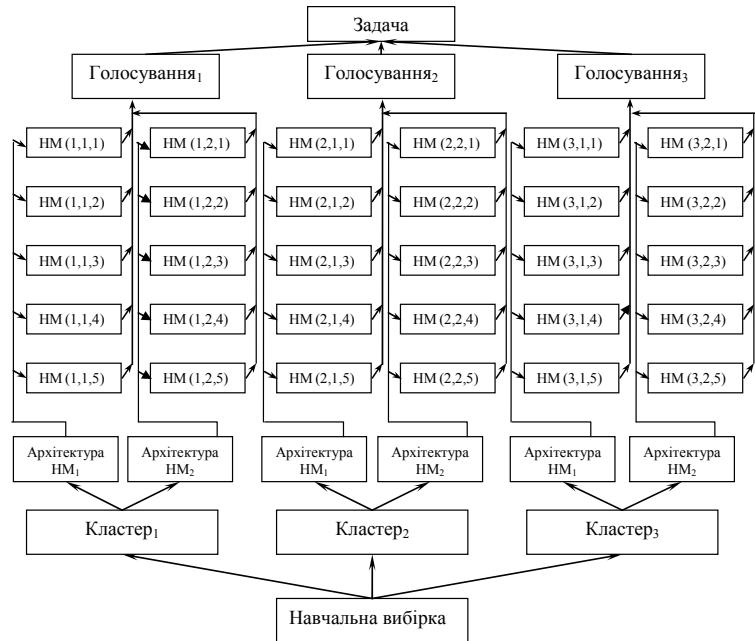 Задача
Голосування₁ Голосування₂ Голосування₃
НМ (1,1,1) НМ (1,2,1) НМ (2,1,1) НМ (2,2,1) НМ (3,1,1) НМ (3,2,1)
НМ (1,1,2) НМ (1,2,2) НМ (2,1,2) НМ (2,2,2) НМ (3,1,2) НМ (3,2,2)
НМ (1,1,3) НМ (1,2,3) НМ (2,1,3) НМ (2,2,3) НМ (3,1,3) НМ (3,2,3)
НМ (1,1,4) НМ (1,2,4) НМ (2,1,4) НМ (2,2,4) НМ (3,1,4) НМ (3,2,4)
НМ (1,1,5) НМ (1,2,5) НМ (2,1,5) НМ (2,2,5) НМ (3,1,5) НМ (3,2,5)
Архітектура Архітектура Архітектура Архітектура Архітектура Архітектура
НМ₁ НМ₂ НМ₁ НМ₂ НМ₁ НМ₂
Кластер₁ Кластер₂ Кластер₃
Навчальна вибірка